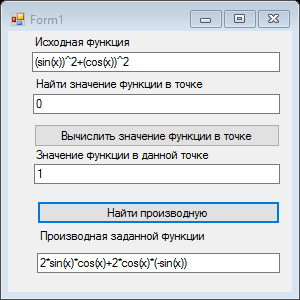 Form1
Исходная функция
(sin(x))^2+(cos(x))^2
Найти значение функции в точке
0
Вычислить значение функции в точке
Значение функции в данной точке
1
Найти производную
Производная заданной функции
2*sin(x)*cos(x)+2*cos(x)*(-sin(x))